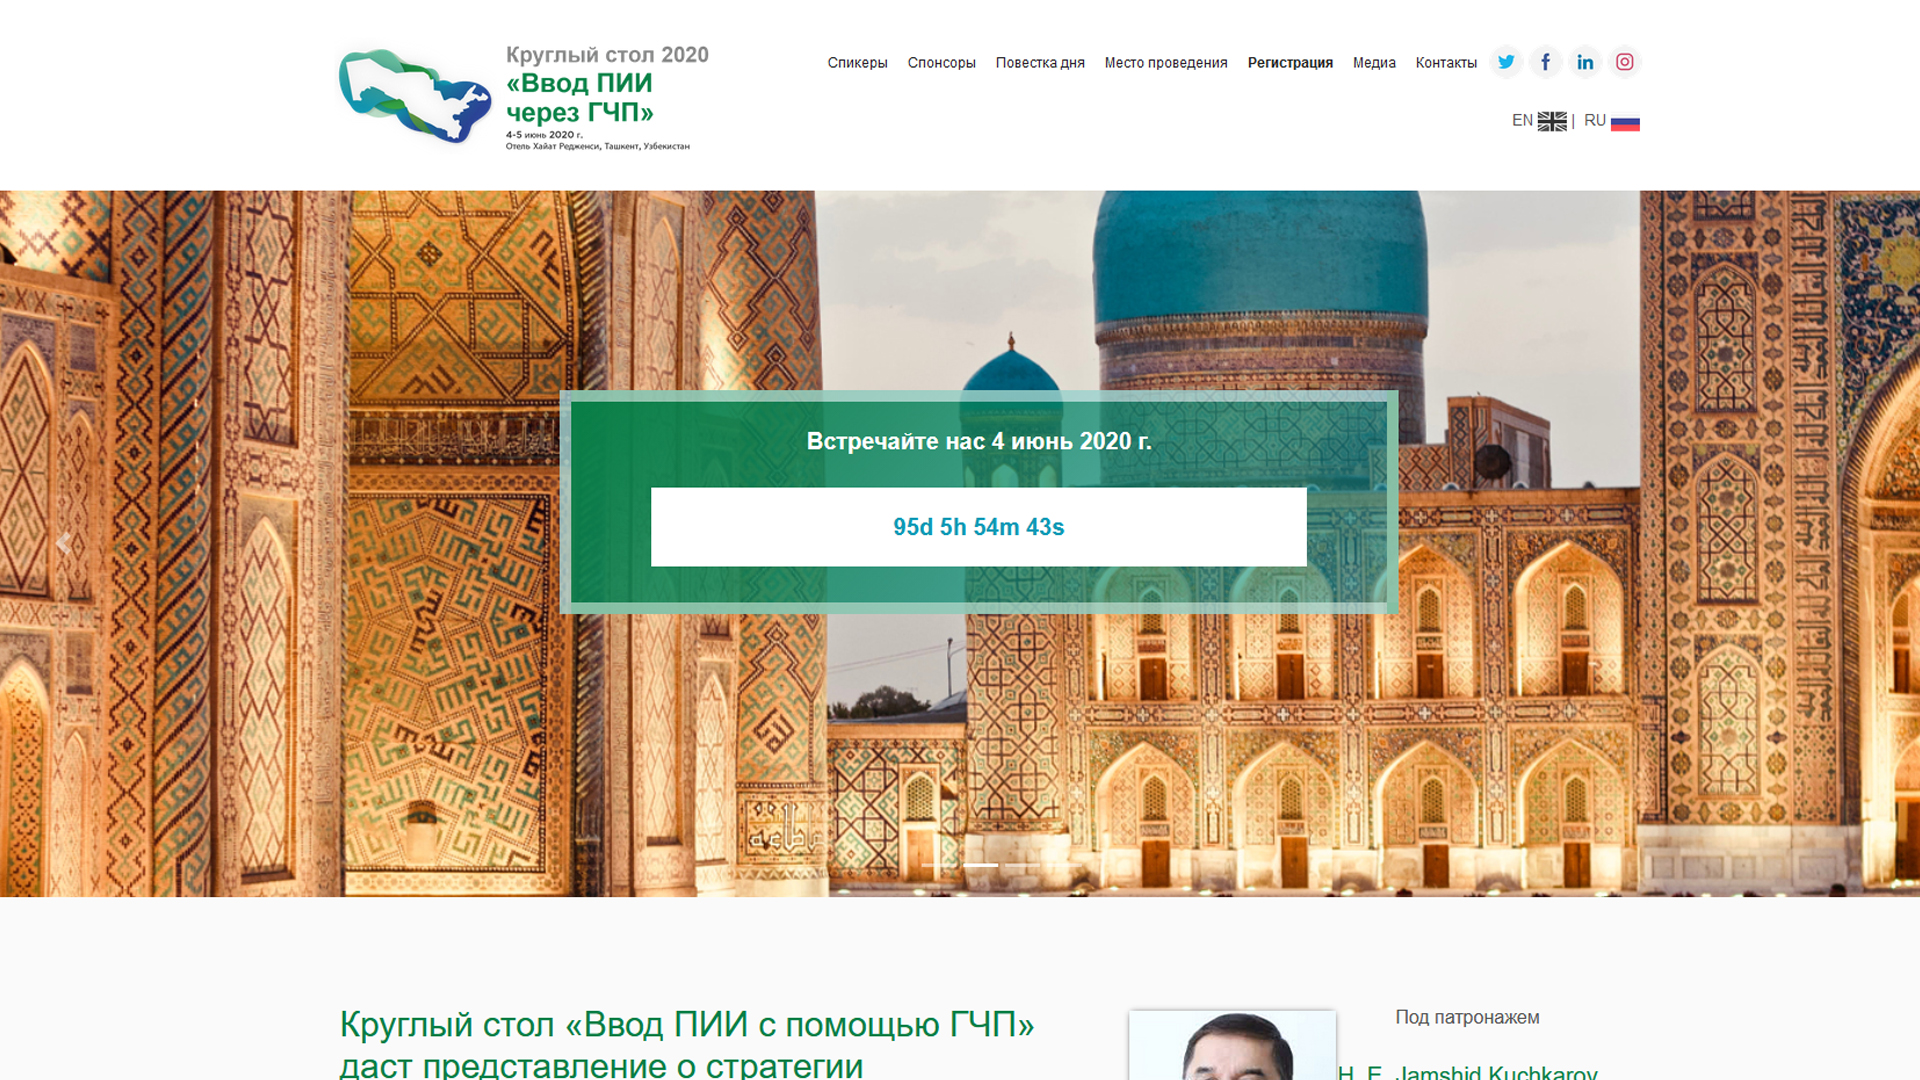 Круглый стол 2020
«Ввод ПИИ
через ГЧП»
4-5 июнь 2020 г.
Отель Хайат Редженси, Ташкент, Узбекистан
Спикеры Спонсоры Повестка дня Место проведения Регистрация Медиа Контакты
EN | RU
Встречайте нас 4 июнь 2020 г.
95d 5h 54m 43s
Круглый стол «Ввод ПИИ с помощью ГЧП»
даст представление о стратегии
Под патронажем
H. E. Jamshid Kuchkarov